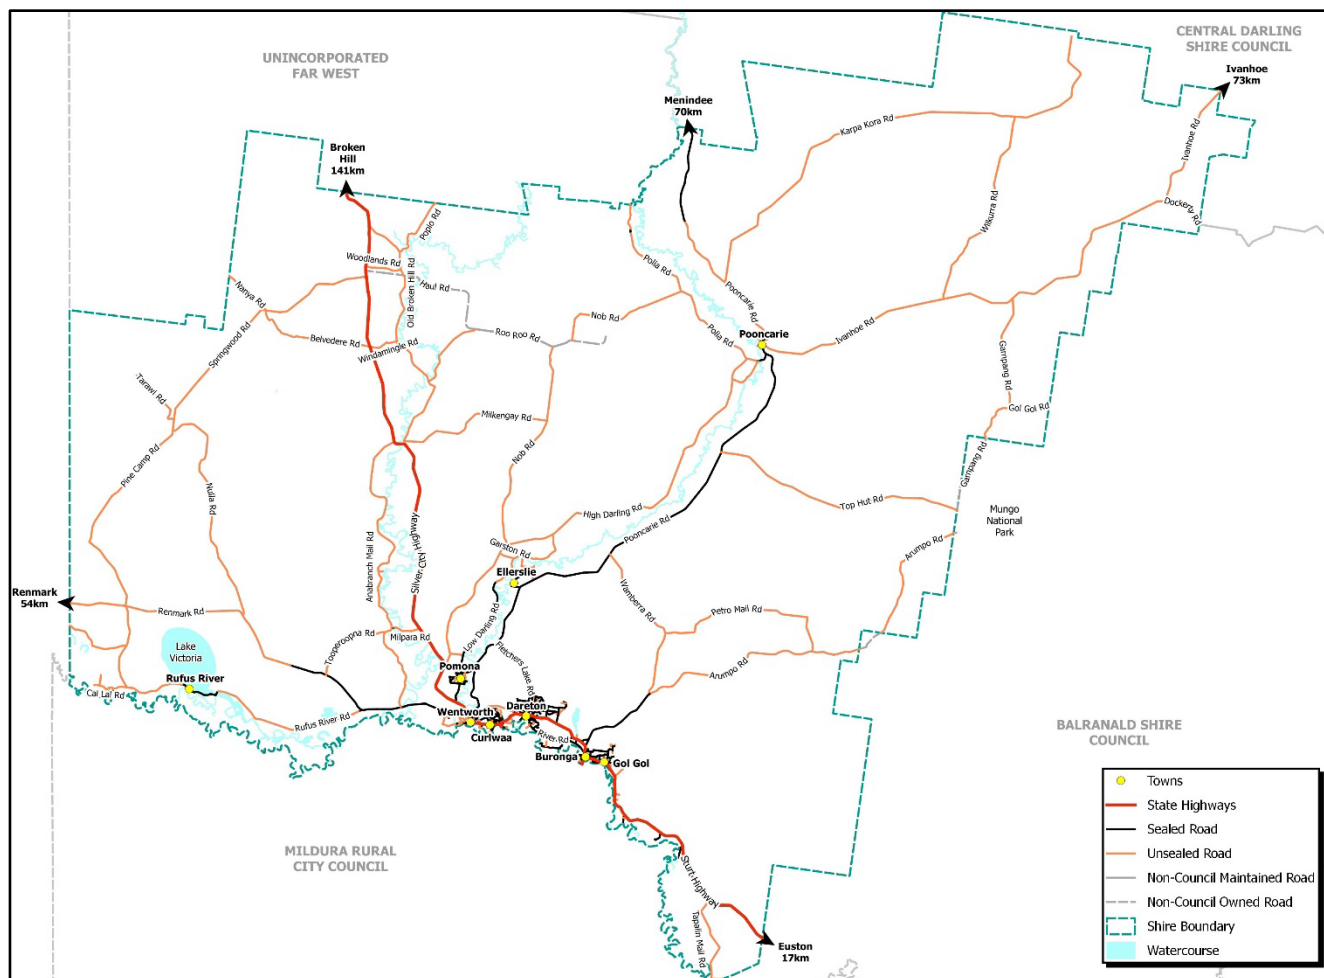 UNINCORPORATED
FAR WEST
CENTRAL DARLING
SHIRE COUNCIL
Ivanhoe
73km
Menindee
70km
Broken
Hill
141km
Karpa Kora Rd
Ivanhoe Rd
Wilkurra Rd
Dockery Rd
Poplo Rd
Woodlands Rd
Old Broken Hill Rd
Haul Rd
Polia Rd
Pooncarie Rd
Nanya Rd
Springwood Rd
Belvedere Rd
Windamingle Rd
Roo Roo Rd
Nob Rd
Polia Rd
Pooncarie
Ivanhoe Rd
Gampang Rd
Gol Gol Rd
Tarawi Rd
Pine Camp Rd
Nulla Rd
Milkengay Rd
Nob Rd
Gampang Rd
Top Hut Rd
Mungo
National
Park
High Darling Rd
Pooncarie Rd
Anabranch Mail Rd
Silver City Highway
Garston Rd
Ellerslie
Arumpo Rd
Wamberra Rd
Renmark
54km
Renmark Rd
Petro Mail Rd
Low Darling Rd
Tooperoopna Rd
Milpara Rd
Fletchers Lake Rd
Lake
Victoria
Pomona
Arumpo Rd
Rufus River
Cal Lal Rd
Rufus River Rd
Wentworth
Dareton
Curlwaa
River Rd
Buronga
Gol Gol
BALRANALD SHIRE
COUNCIL
MILDURA RURAL
CITY COUNCIL
Sturt Highway
Tapalin Mail Rd
Euston
17km
Towns
State Highways
Sealed Road
Unsealed Road
Non-Council Maintained Road
Non-Council Owned Road
Shire Boundary
Watercourse